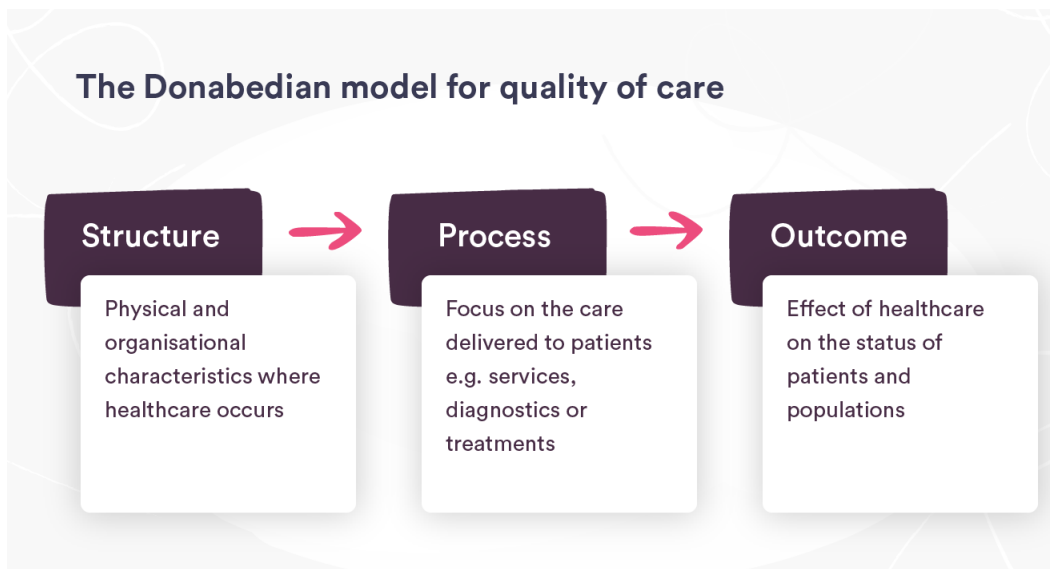 The Donabedian model for quality of care
Structure
Physical and
organisational
characteristics where
healthcare occurs
Process
Focus on the care
delivered to patients
e.g. services,
diagnostics or
treatments
Outcome
Effect of healthcare
on the status of
patients and
populations